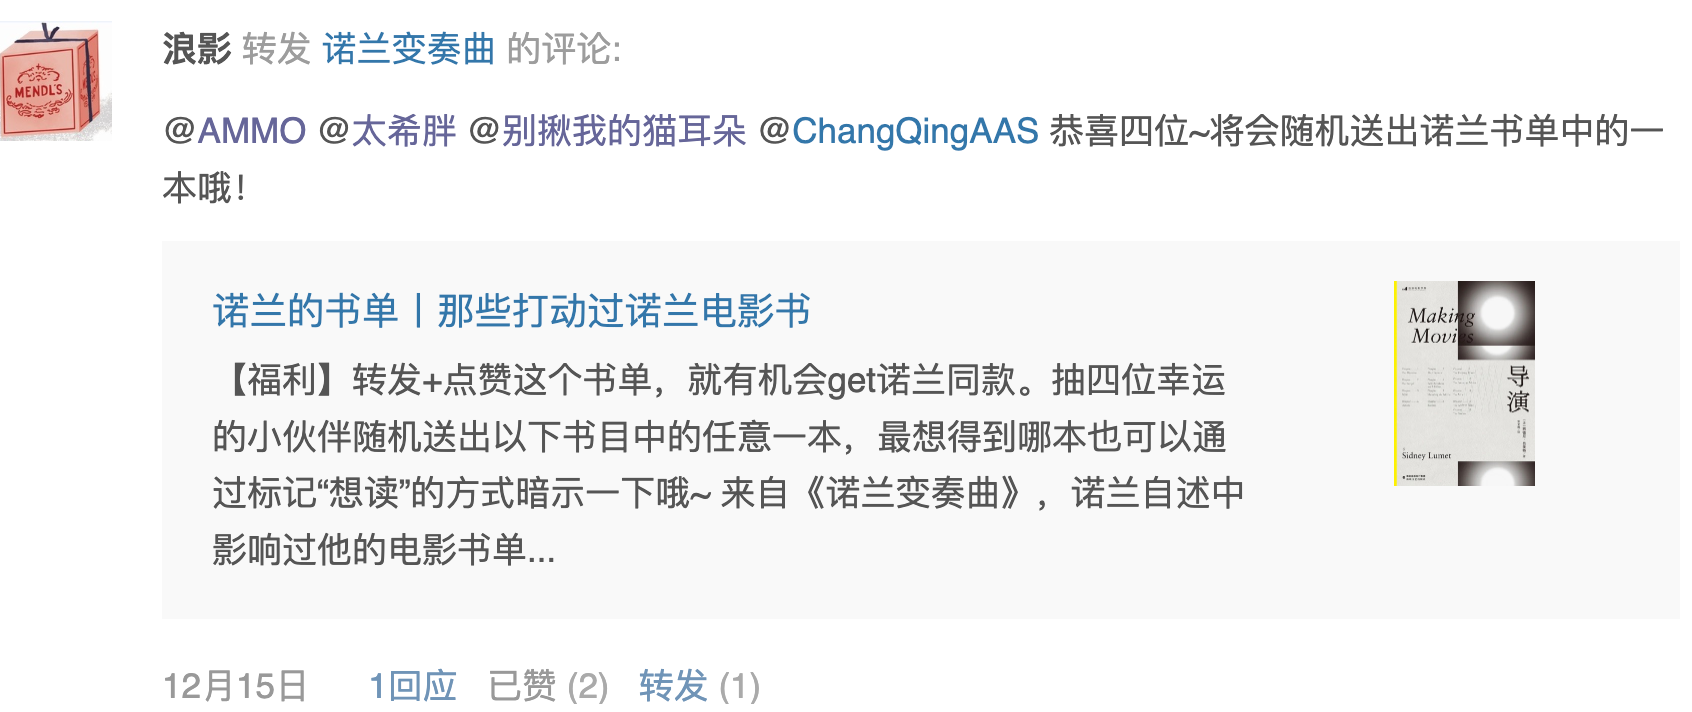 MENDL'S
浪影 转发 诺兰变奏曲 的评论:
@AMMO @太希胖 @别揪我的猫耳朵 @ChangQingAAS 恭喜四位~将会随机送出诺兰书单中的一
本哦！
诺兰的书单｜那些打动过诺兰电影书
【福利】转发+点赞这个书单，就有机会get诺兰同款。抽四位幸运
的小伙伴随机送出以下书目中的任意一本，最想得到哪本也可以通
过标记“想读”的方式暗示一下哦~ 来自《诺兰变奏曲》，诺兰自述中
影响过他的电影书单...
Making
Movies
导
演
Sidney Lumet
12月15日 1回应 已赞 (2) 转发 (1)